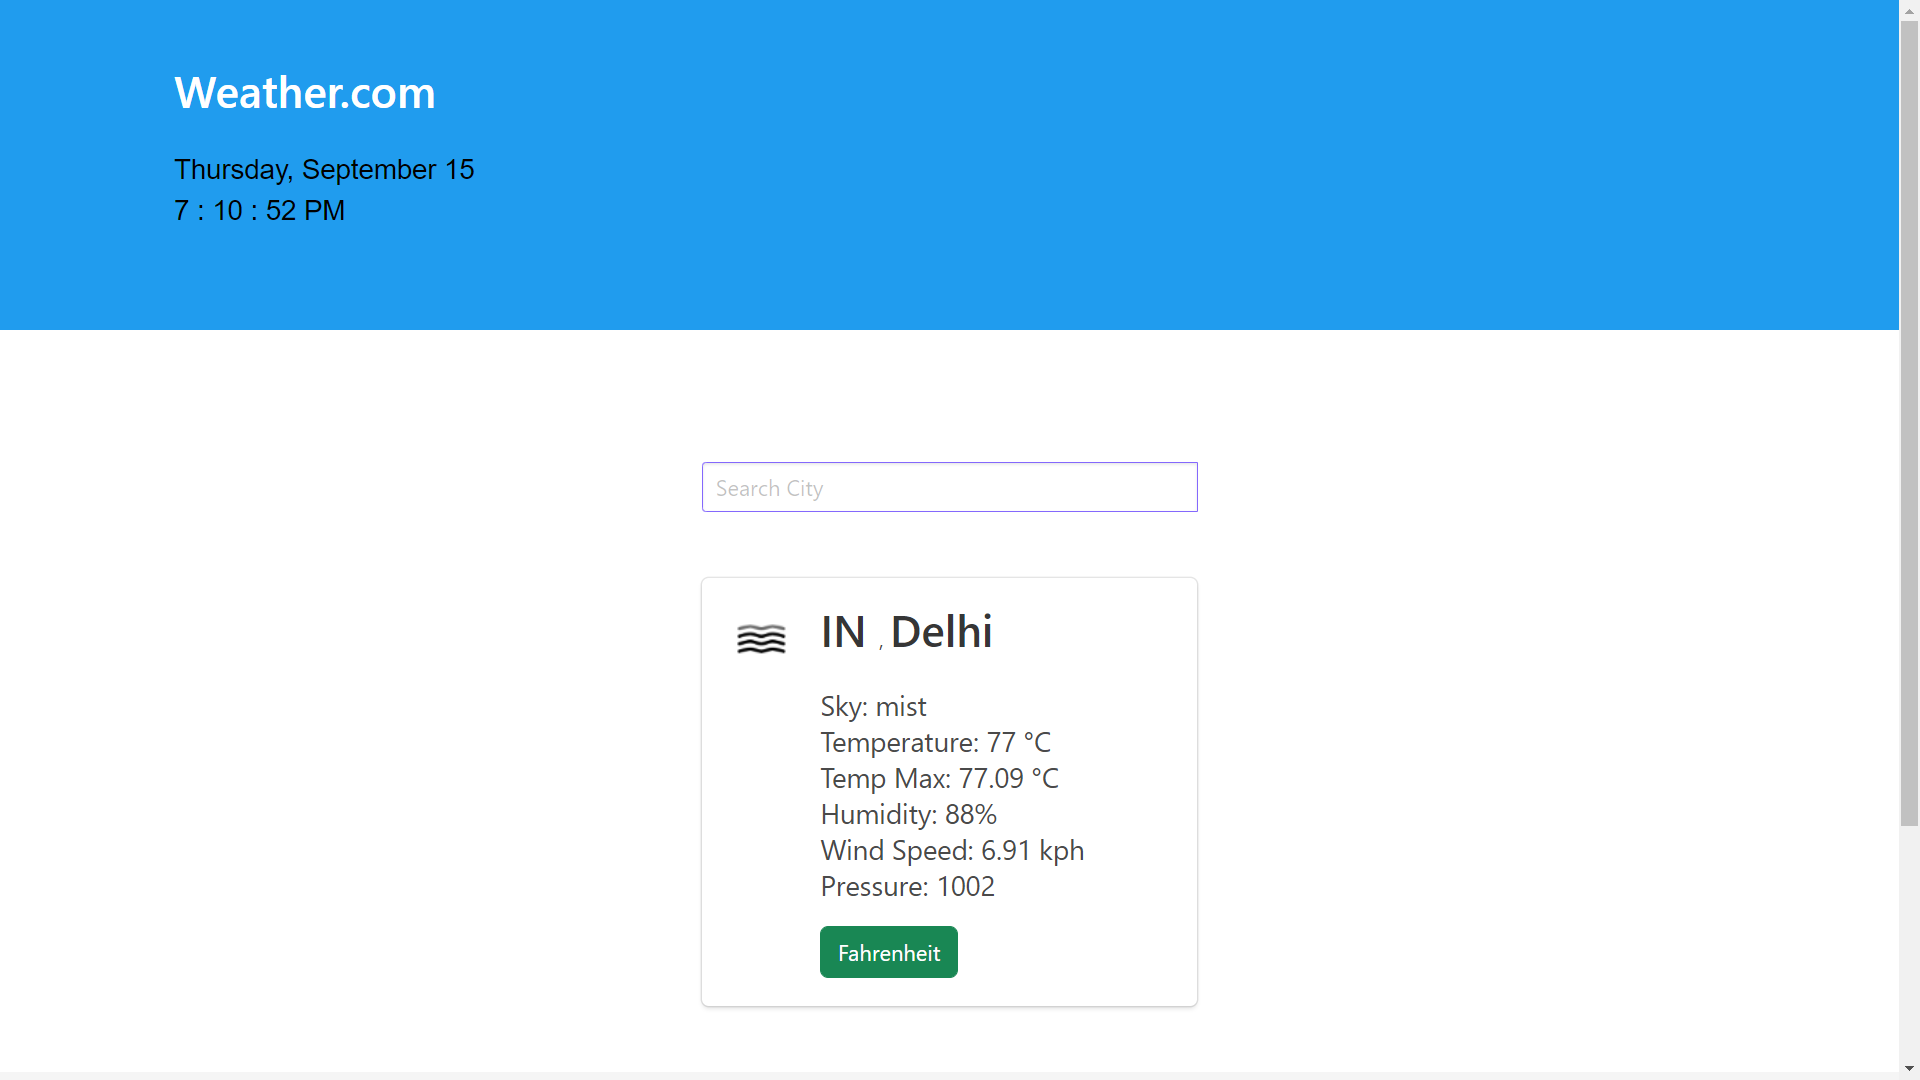 Weather.com
Thursday, September 15
7 : 10 : 52 PM
Search City
IN , Delhi
Sky: mist
Temperature: 77 °C
Temp Max: 77.09 °C
Humidity: 88%
Wind Speed: 6.91 kph
Pressure: 1002
Fahrenheit